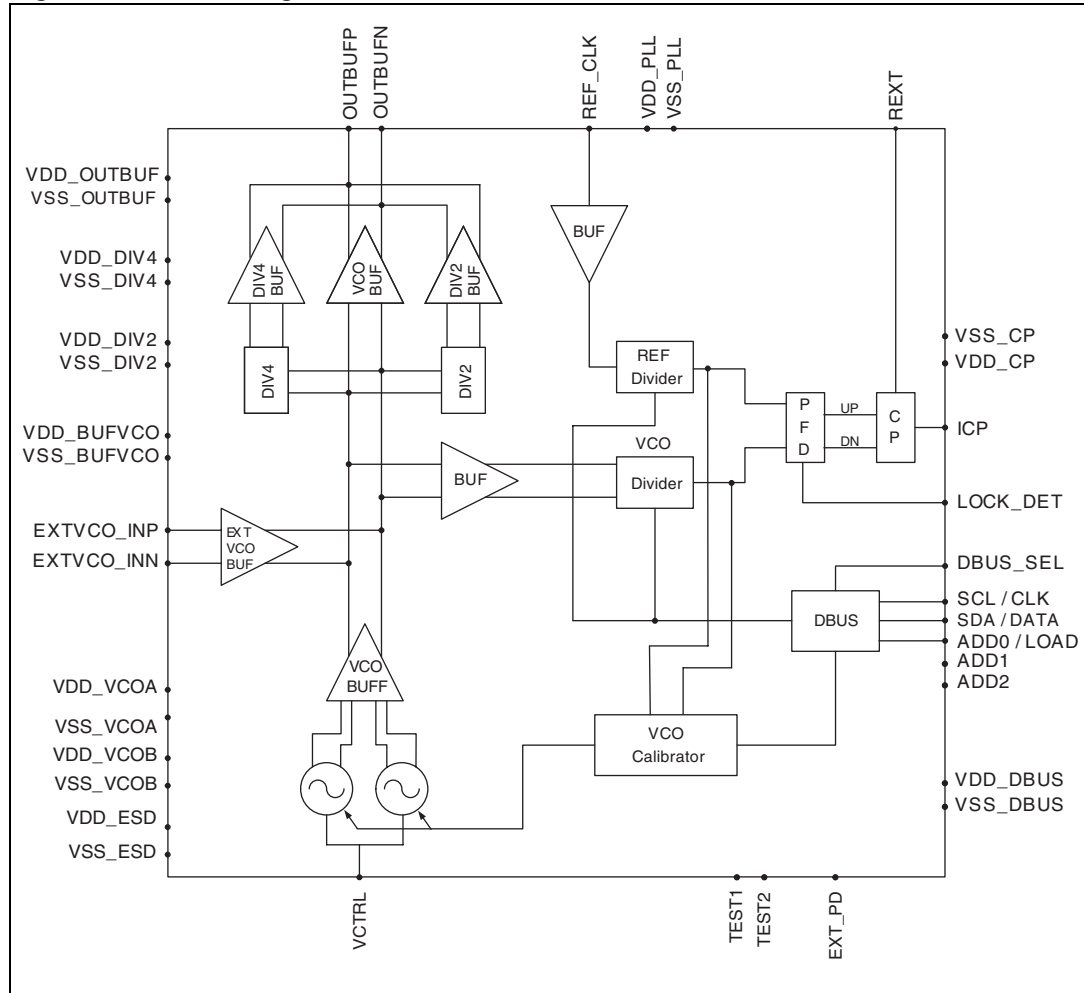 OUTBUFP
OUTBUFN
REF_CLK
VDD_PLL
VSS_PLL
REXT
VDD_OUTBUF
VSS_OUTBUF
VDD_DIV4
VSS_DIV4
VDD_DIV2
VSS_DIV2
VDD_BUFVCO
VSS_BUFVCO
EXTVCO_INP
EXTVCO_INN
VDD_VCOA
VSS_VCOA
VDD_VCOB
VSS_VCOB
VDD_ESD
VSS_ESD
DIV4
BUF
VCO
BUF
DIV2
BUF
DIV4
DIV2
BUF
REF
Divider
VCO
Divider
BUF
EXT
VCO
BUF
VCO
BUFF
PFD
UP
DN
CP
DBUS
VCO
Calibrator
VSS_CP
VDD_CP
ICP
LOCK_DET
DBUS_SEL
SCL / CLK
SDA / DATA
ADD0 / LOAD
ADD1
ADD2
VDD_DBUS
VSS_DBUS
VCTRL
TEST1
TEST2
EXT_PD